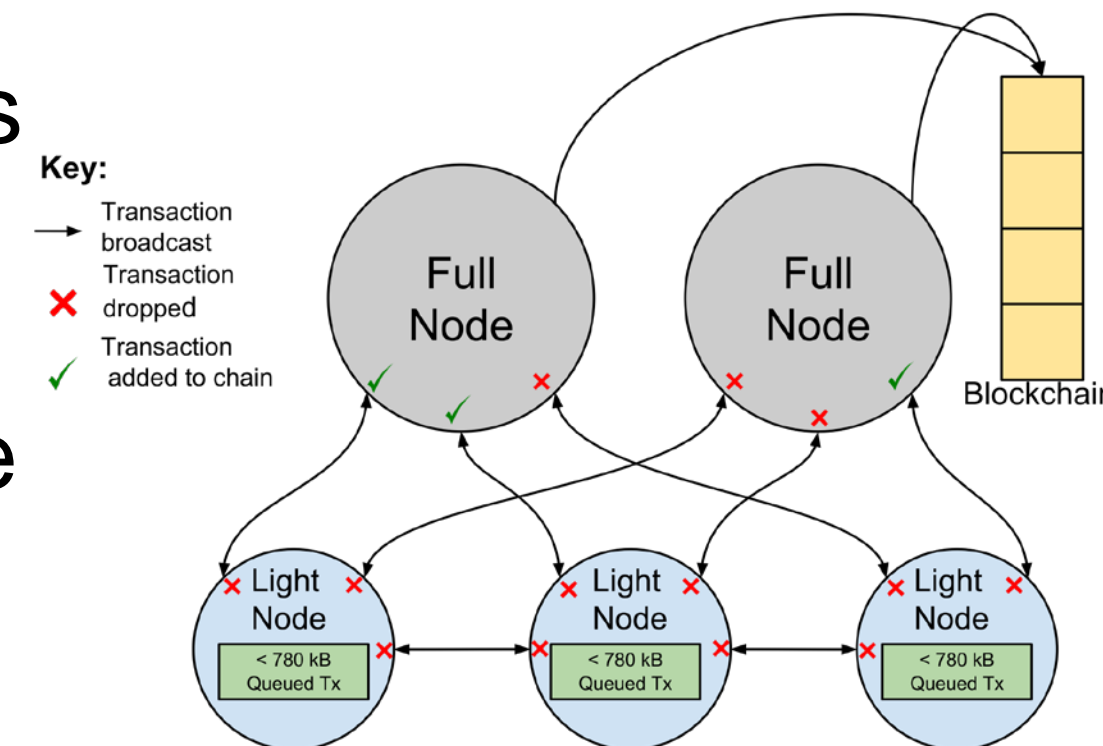 s
Key:
Transaction
broadcast
Transaction
dropped
Transaction
added to chain
e
Full
Node
Full
Node
Blockchain
Light
Node
< 780 kB
Queued Tx
Light
Node
< 780 kB
Queued Tx
Light
Node
< 780 kB
Queued Tx